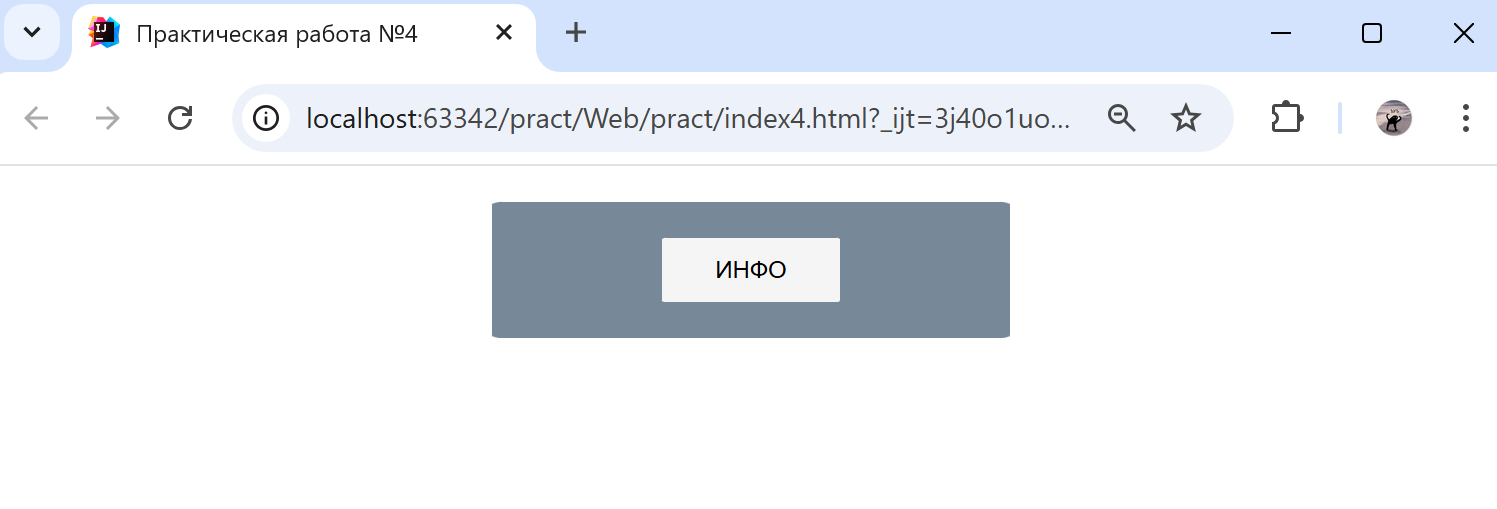 Практическая работа №4
localhost:63342/pract/Web/pract/index4.html?_ijt=3j40o1uo...
ИНФО